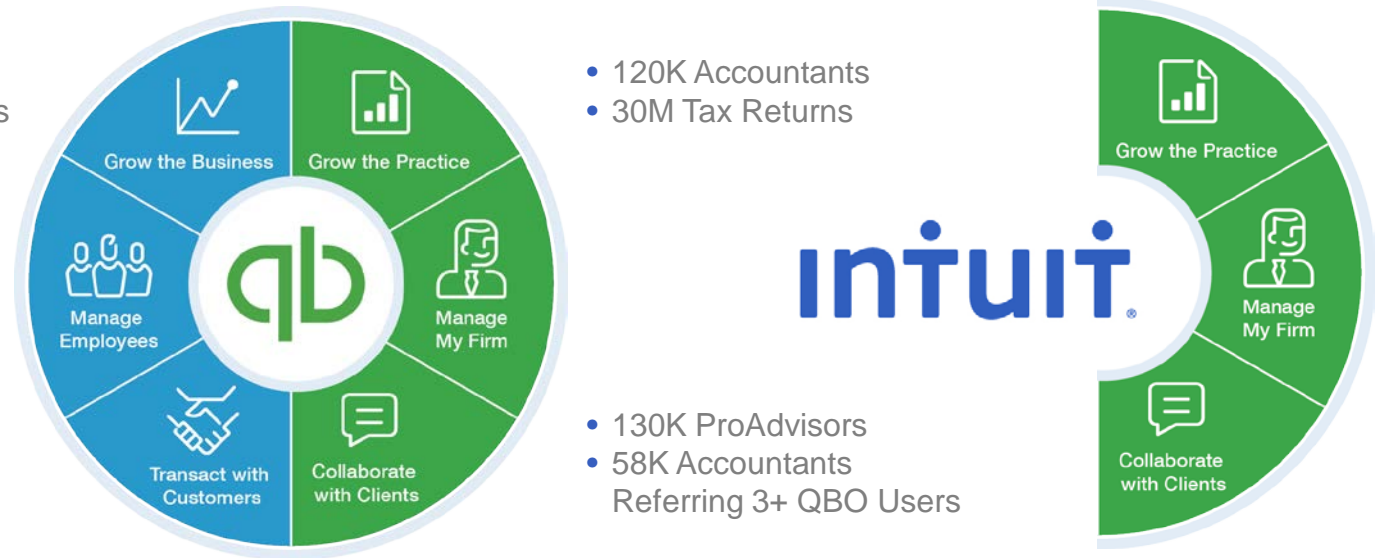 s
Grow the Business
Grow the Practice
Manage
Employees
qb
Manage
My Firm
Transact with
Customers
Collaborate
with Clients
• 120K Accountants
• 30M Tax Returns
• 130K ProAdvisors
• 58K Accountants
Referring 3+ QBO Users
ıntuıt®
Grow the Practice
Manage
My Firm
Collaborate
with Clients